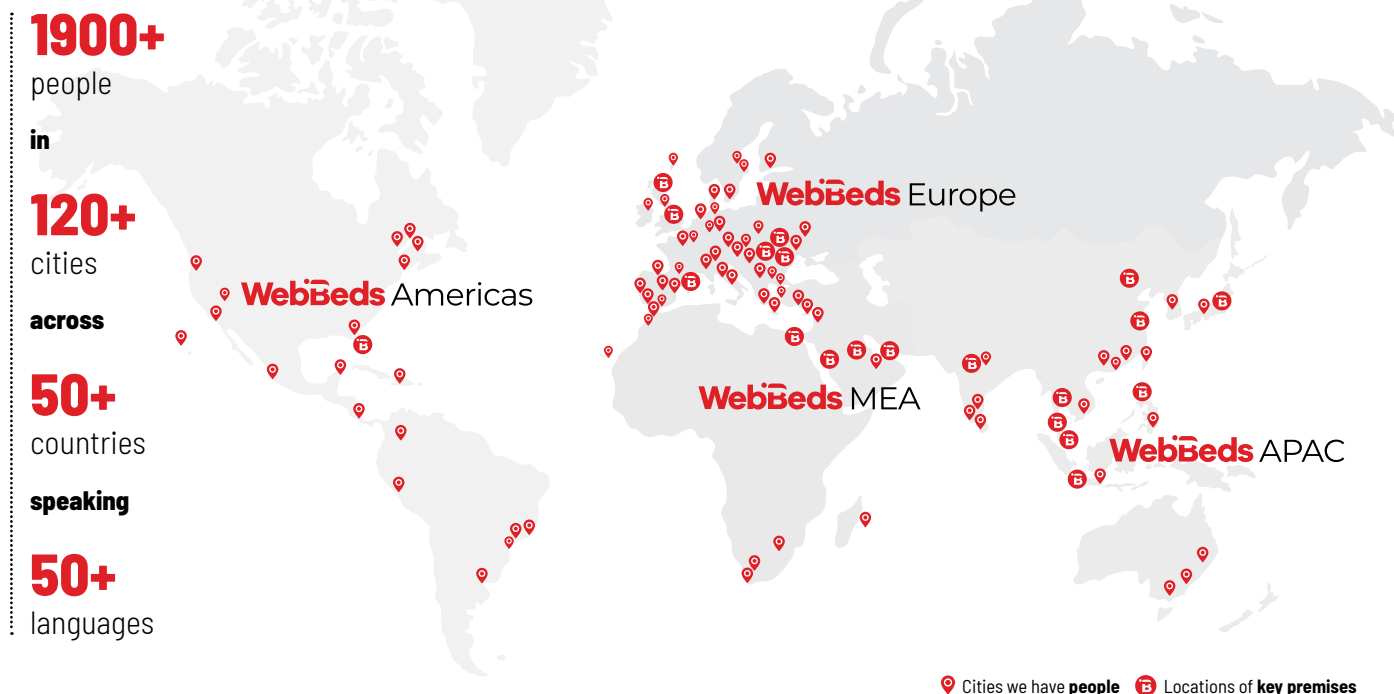 1900+
people
in
120+
cities
across
50+
countries
speaking
50+
languages
WebBeds Europe
WebBeds Americas
WebBeds MEA
WebBeds APAC
Cities we have people
Locations of key premises